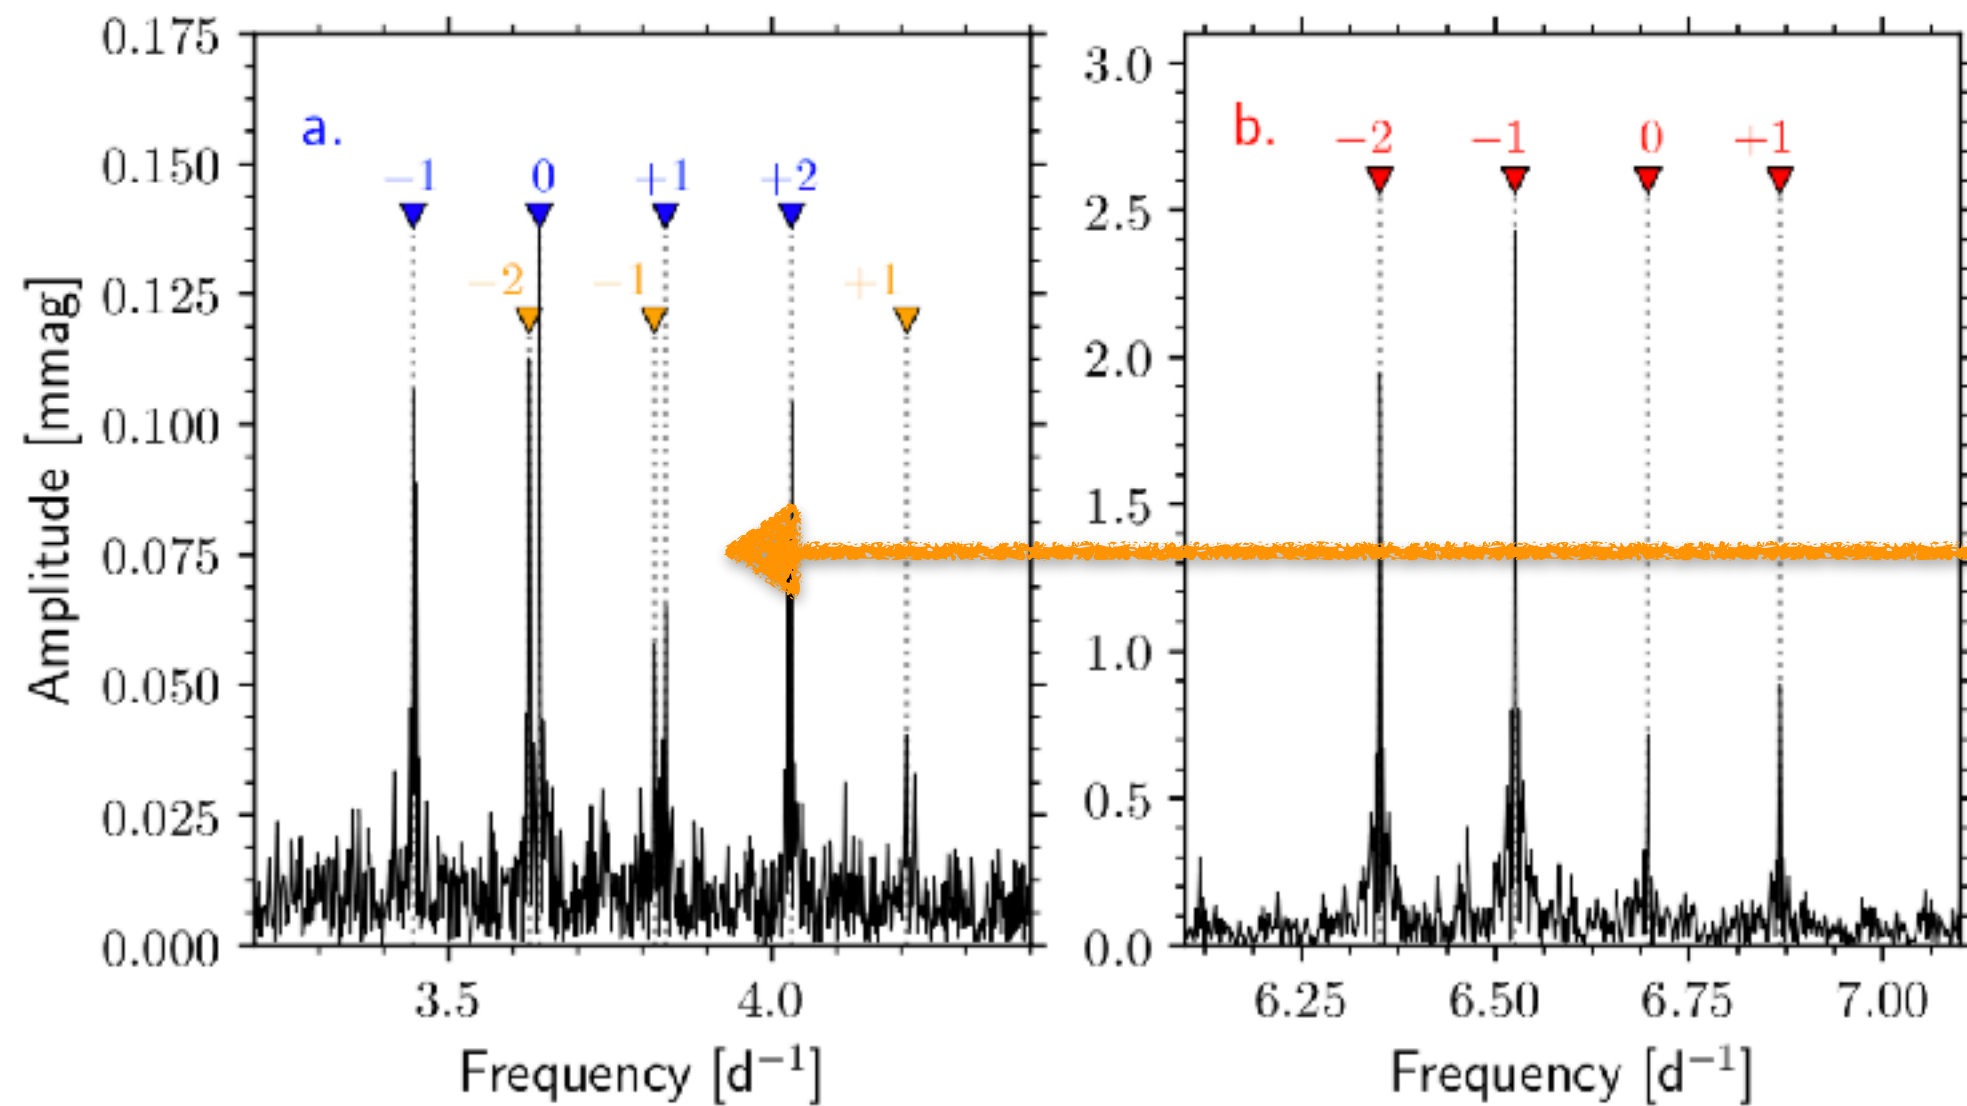 0.175
0.150
0.125
0.100
0.075
0.050
0.025
0.000
Amplitude [mmag]
a.
−1 0 +1 +2
−2 −1 +1
3.5 4.0
Frequency [d⁻¹]
3.0
2.5
2.0
1.5
1.0
0.5
0.0
b. −2 −1 0 +1
6.25 6.50 6.75 7.00
Frequency [d⁻¹]